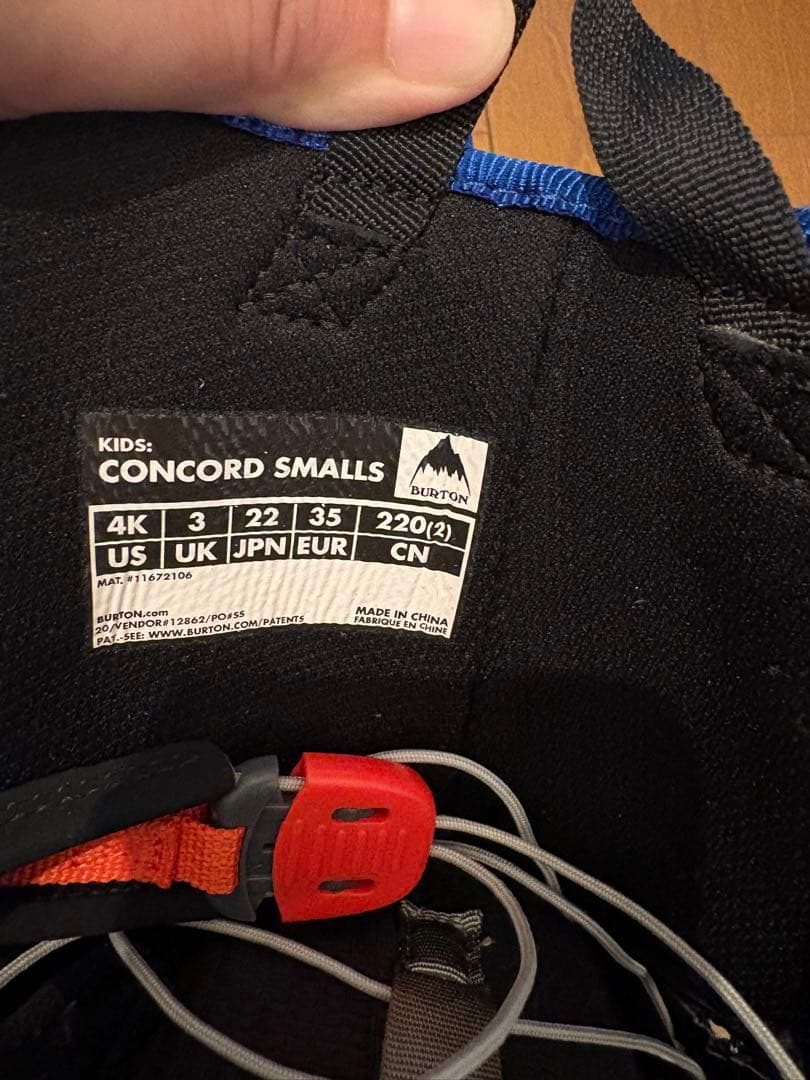 KIDS:
CONCORD SMALLS
BURTON
4K 3 22 35 220(2)
US UK JPN EUR CN
MAT. #11672106
BURTON.com
20/VENDOR#12862/PO#SS
PAT.-SEE: WWW.BURTON.COM/PATENTS
MADE IN CHINA
FABRIQUE EN CHINE